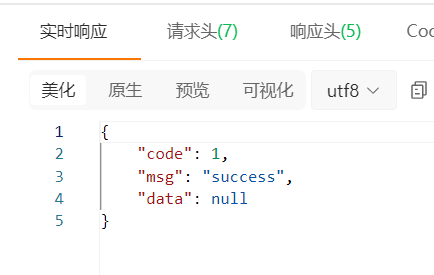 实时响应 请求头(7) 响应头(5) Coo
美化 原生 预览 可视化 utf8
1 {
2 "code": 1,
3 "msg": "success",
4 "data": null
5 }